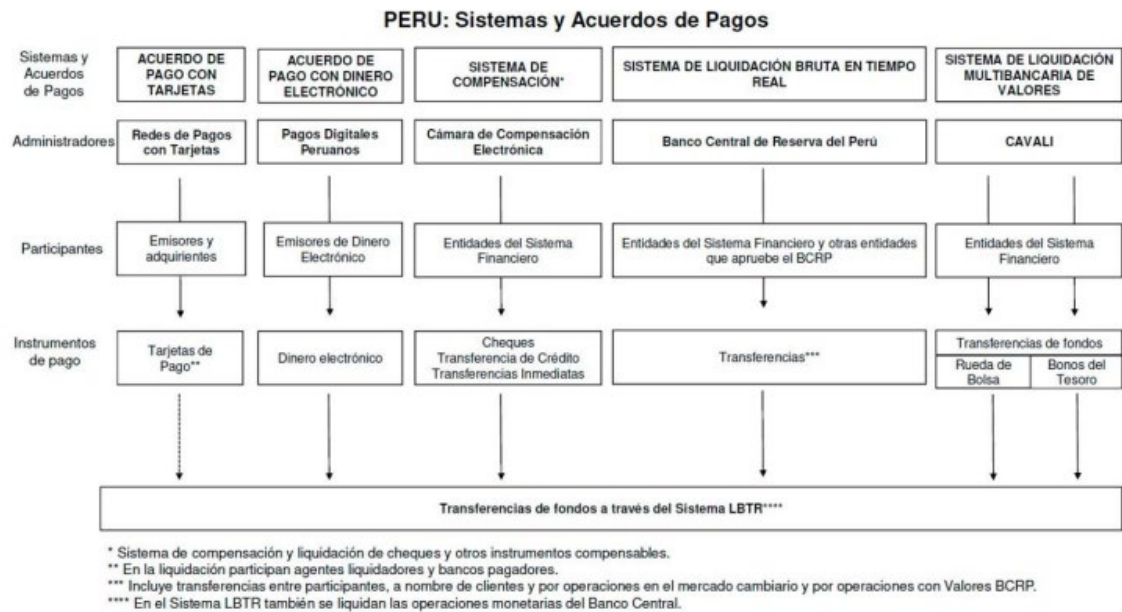 PERU: Sistemas y Acuerdos de Pagos
Sistemas y
Acuerdos
de Pagos
ACUERDO DE
PAGO CON
TARJETAS
ACUERDO DE
PAGO CON DINERO
ELECTRÓNICO
SISTEMA DE
COMPENSACIÓN*
SISTEMA DE LIQUIDACIÓN BRUTA EN TIEMPO
REAL
SISTEMA DE LIQUIDACIÓN
MULTIBANCARIA DE
VALORES
Administradores
Redes de Pagos
con Tarjetas
Pagos Digitales
Peruanos
Cámara de Compensación
Electrónica
Banco Central de Reserva del Perú
CAVALI
Participantes
Emisores y
adquirientes
Emisores de Dinero
Electrónico
Entidades del Sistema
Financiero
Entidades del Sistema Financiero y otras entidades
que apruebe el BCRP
Entidades del Sistema
Financiero
Instrumentos
de pago
Tarjetas de
Pago**
Dinero electrónico
Cheques
Transferencia de Crédito
Transferencias Inmediatas
Transferencias***
Transferencias de fondos
Rueda de
Bolsa
Bonos del
Tesoro
Transferencias de fondos a través del Sistema LBTR****
* Sistema de compensación y liquidación de cheques y otros instrumentos compensables.
** En la liquidación participan agentes liquidadores y bancos pagadores.
*** Incluye transferencias entre participantes, a nombre de clientes y por operaciones en el mercado cambiario y por operaciones con Valores BCRP.
**** En el Sistema LBTR también se liquidan las operaciones monetarias del Banco Central.